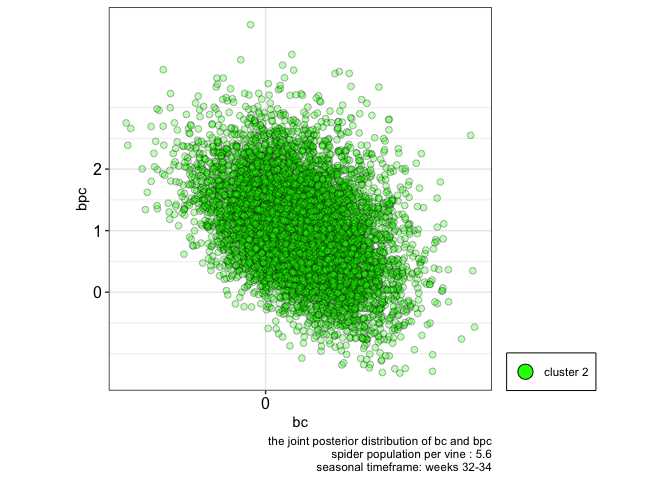 2
1
0
bpc
0
bc
cluster 2
the joint posterior distribution of bc and bpc
spider population per vine : 5.6
seasonal timeframe: weeks 32-34